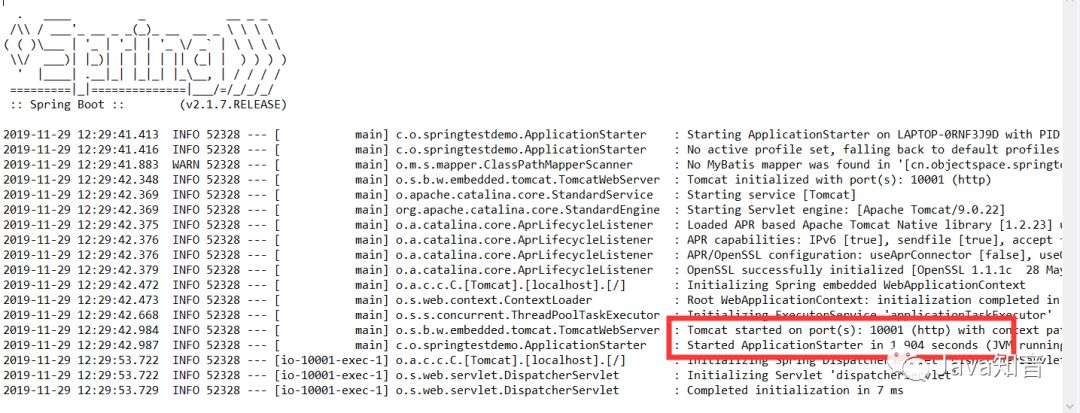 :: Spring Boot ::        (v2.1.7.RELEASE)
2019-11-29 12:29:41.413  INFO 52328 --- [           main] c.o.springtestdemo.ApplicationStarter    : Starting ApplicationStarter on LAPTOP-0RNF3J9D with PID
2019-11-29 12:29:41.416  INFO 52328 --- [           main] c.o.springtestdemo.ApplicationStarter    : No active profile set, falling back to default profiles
2019-11-29 12:29:41.883  WARN 52328 --- [           main] o.m.s.mapper.ClassPathMapperScanner      : No MyBatis mapper was found in '[cn.objectspace.springte
2019-11-29 12:29:42.348  INFO 52328 --- [           main] o.s.b.w.embedded.tomcat.TomcatWebServer  : Tomcat initialized with port(s): 10001 (http)
2019-11-29 12:29:42.369  INFO 52328 --- [           main] o.apache.catalina.core.StandardService   : Starting service [Tomcat]
2019-11-29 12:29:42.369  INFO 52328 --- [           main] org.apache.catalina.core.StandardEngine  : Starting Servlet engine: [Apache Tomcat/9.0.22]
2019-11-29 12:29:42.375  INFO 52328 --- [           main] o.a.catalina.core.AprLifecycleListener   : Loaded APR based Apache Tomcat Native library [1.2.23] u
2019-11-29 12:29:42.376  INFO 52328 --- [           main] o.a.catalina.core.AprLifecycleListener   : APR capabilities: IPv6 [true], sendfile [true], accept
2019-11-29 12:29:42.376  INFO 52328 --- [           main] o.a.catalina.core.AprLifecycleListener   : APR/OpenSSL configuration: useAprConnector [false], useO
2019-11-29 12:29:42.379  INFO 52328 --- [           main] o.a.catalina.core.AprLifecycleListener   : OpenSSL successfully initialized [OpenSSL 1.1.1c  28 May
2019-11-29 12:29:42.472  INFO 52328 --- [           main] o.a.c.c.C.[Tomcat].[localhost].[/]       : Initializing Spring embedded WebApplicationContext
2019-11-29 12:29:42.473  INFO 52328 --- [           main] o.s.web.context.ContextLoader            : Root WebApplicationContext: initialization completed in
2019-11-29 12:29:42.668  INFO 52328 --- [           main] o.s.s.concurrent.ThreadPoolTaskExecutor  : Initializing ExecutorService 'applicationTaskExecutor'
2019-11-29 12:29:42.984  INFO 52328 --- [           main] o.s.b.w.embedded.tomcat.TomcatWebServer  : Tomcat started on port(s): 10001 (http) with context pat
2019-11-29 12:29:42.987  INFO 52328 --- [           main] c.o.springtestdemo.ApplicationStarter    : Started ApplicationStarter in 1.904 seconds (JVM running
2019-11-29 12:29:53.722  INFO 52328 --- [io-10001-exec-1] o.a.c.c.C.[Tomcat].[localhost].[/]       : Initializing Spring DispatcherServlet 'dispatcherServlet
2019-11-29 12:29:53.722  INFO 52328 --- [io-10001-exec-1] o.s.web.servlet.DispatcherServlet        : Initializing Servlet 'dispatcherServlet'
2019-11-29 12:29:53.729  INFO 52328 --- [io-10001-exec-1] o.s.web.servlet.DispatcherServlet        : Completed initialization in 7 ms
Java知音